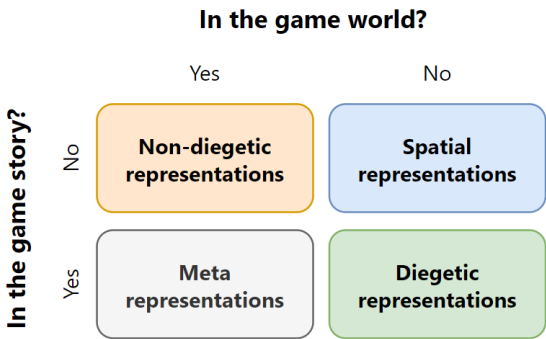 In the game world?
Yes
No
In the game story?
No
Non-diegetic
representations
Spatial
representations
Yes
Meta
representations
Diegetic
representations